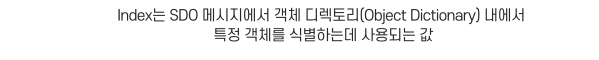 Index는 SDO 메시지에서 객체 디렉토리(Object Dictionary) 내에서
특정 객체를 식별하는데 사용되는 값